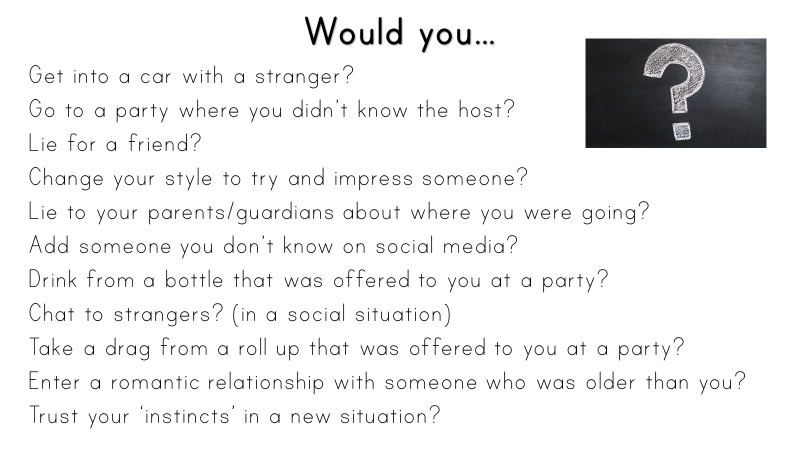 Would you...
Get into a car with a stranger?
Go to a party where you didn't know the host?
Lie for a friend?
Change your style to try and impress someone?
Lie to your parents/guardians about where you were going?
Add someone you don't know on social media?
Drink from a bottle that was offered to you at a party?
Chat to strangers? (in a social situation)
Take a drag from a roll up that was offered to you at a party?
Enter a romantic relationship with someone who was older than you?
Trust your 'instincts' in a new situation?
?